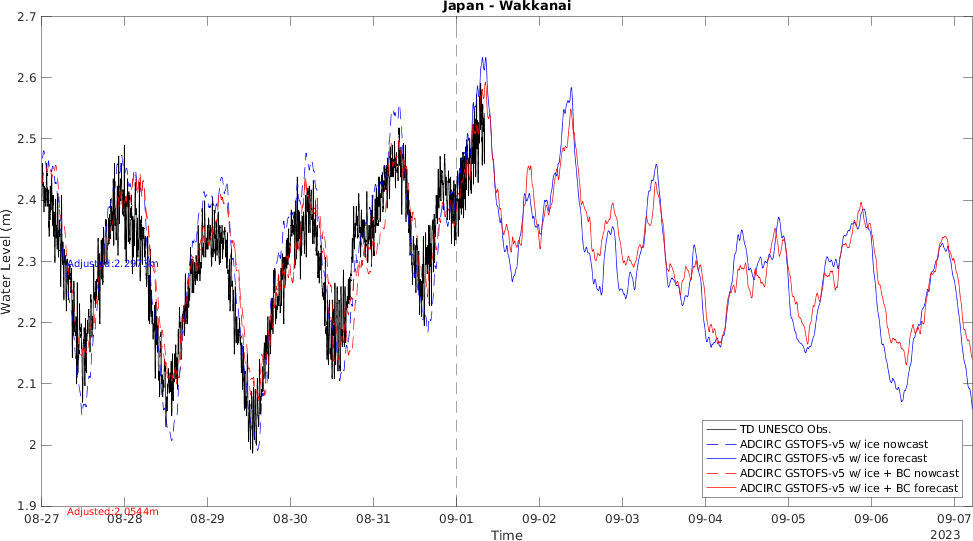 Japan - Wakkanai
2.7
2.6
2.5
2.4
2.3
2.2
2.1
2
1.9
Water Level (m)
Adjusted:2.0544m
TD UNESCO Obs.
ADCIRC GSTOFS-v5 w/ ice nowcast
ADCIRC GSTOFS-v5 w/ ice forecast
ADCIRC GSTOFS-v5 w/ ice + BC nowcast
ADCIRC GSTOFS-v5 w/ ice + BC forecast
08-27 08-28 08-29 08-30 08-31 09-01 09-02 09-03 09-04 09-05 09-06 09-07
Time
2023